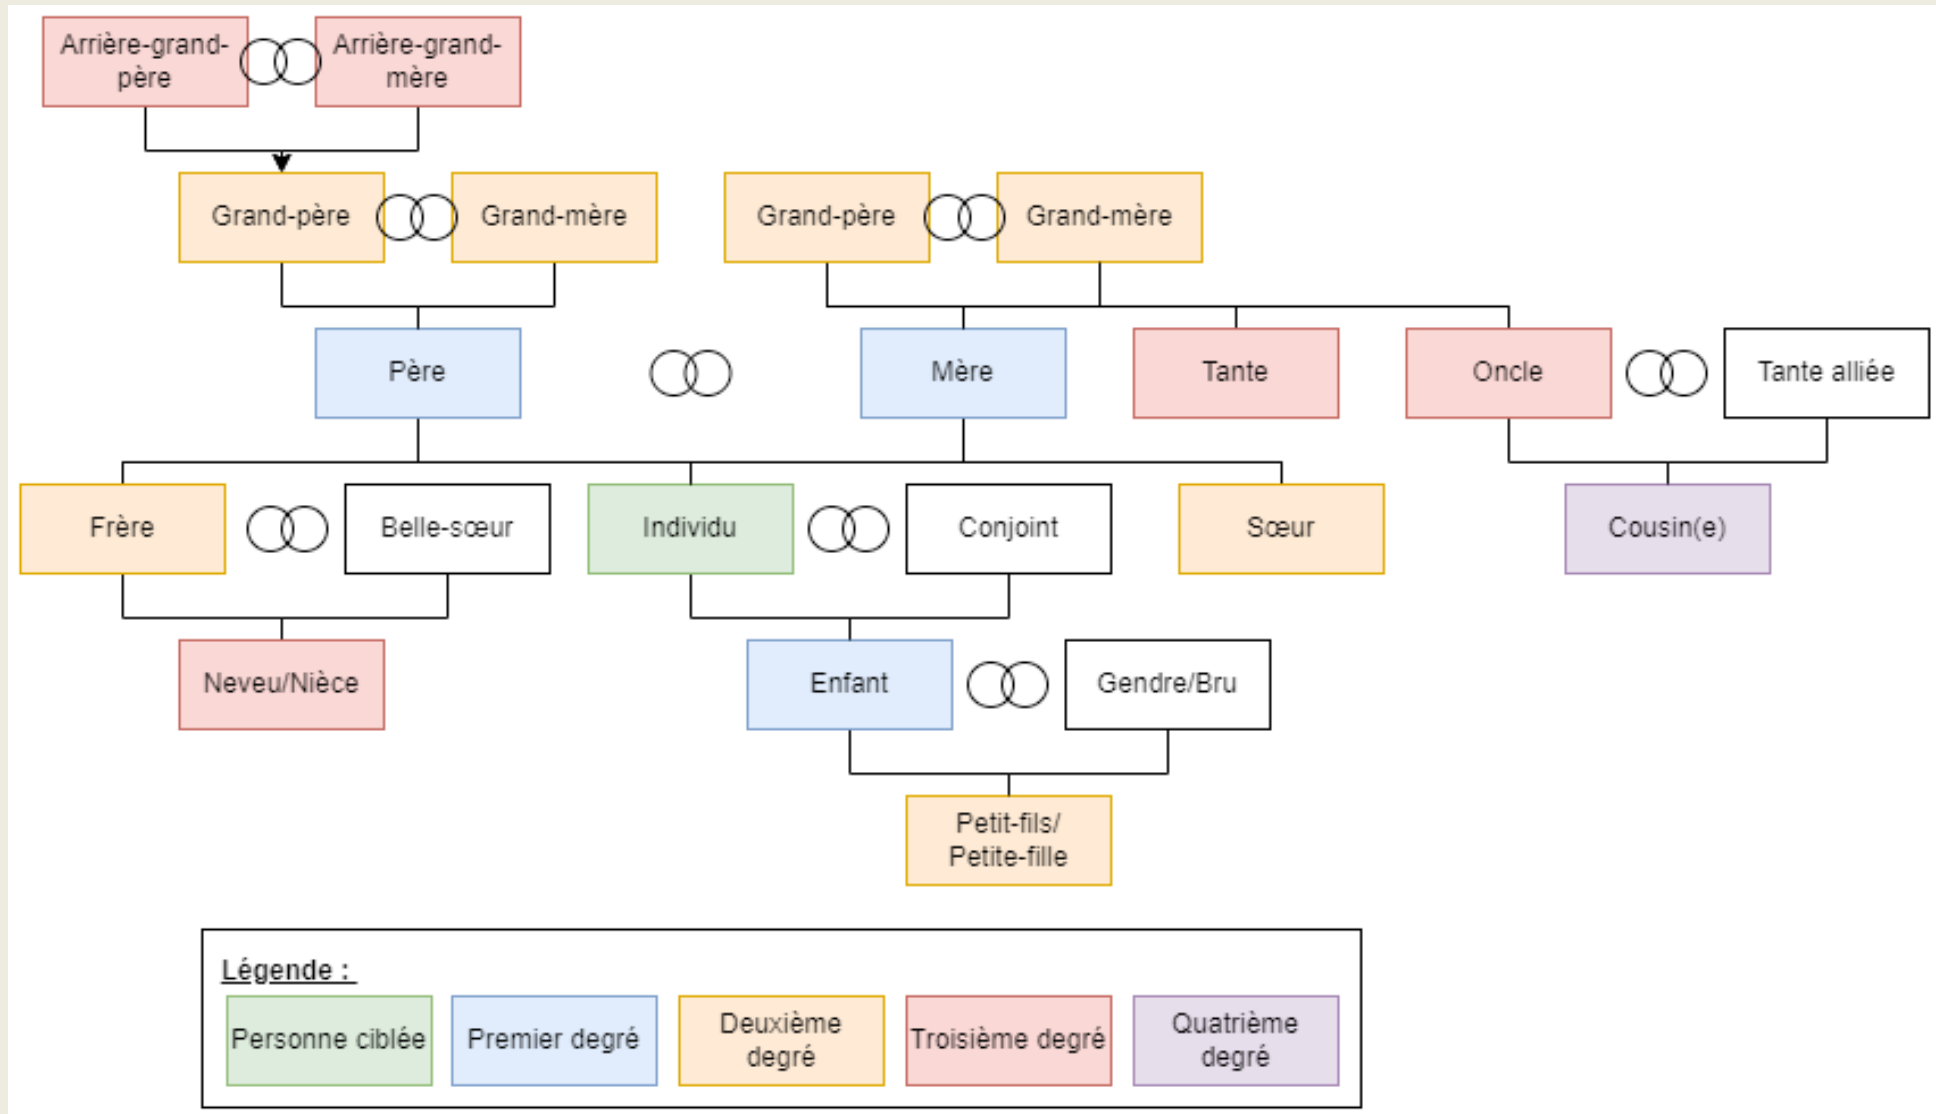 Arrière-grand-
père
Arrière-grand-
mère
Grand-père
Grand-mère
Grand-père
Grand-mère
Père
Mère
Tante
Oncle
Tante alliée
Frère
Belle-sœur
Individu
Conjoint
Sœur
Cousin(e)
Neveu/Nièce
Enfant
Gendre/Bru
Petit-fils/
Petite-fille
Légende :
Personne ciblée
Premier degré
Deuxième
degré
Troisième degré
Quatrième
degré